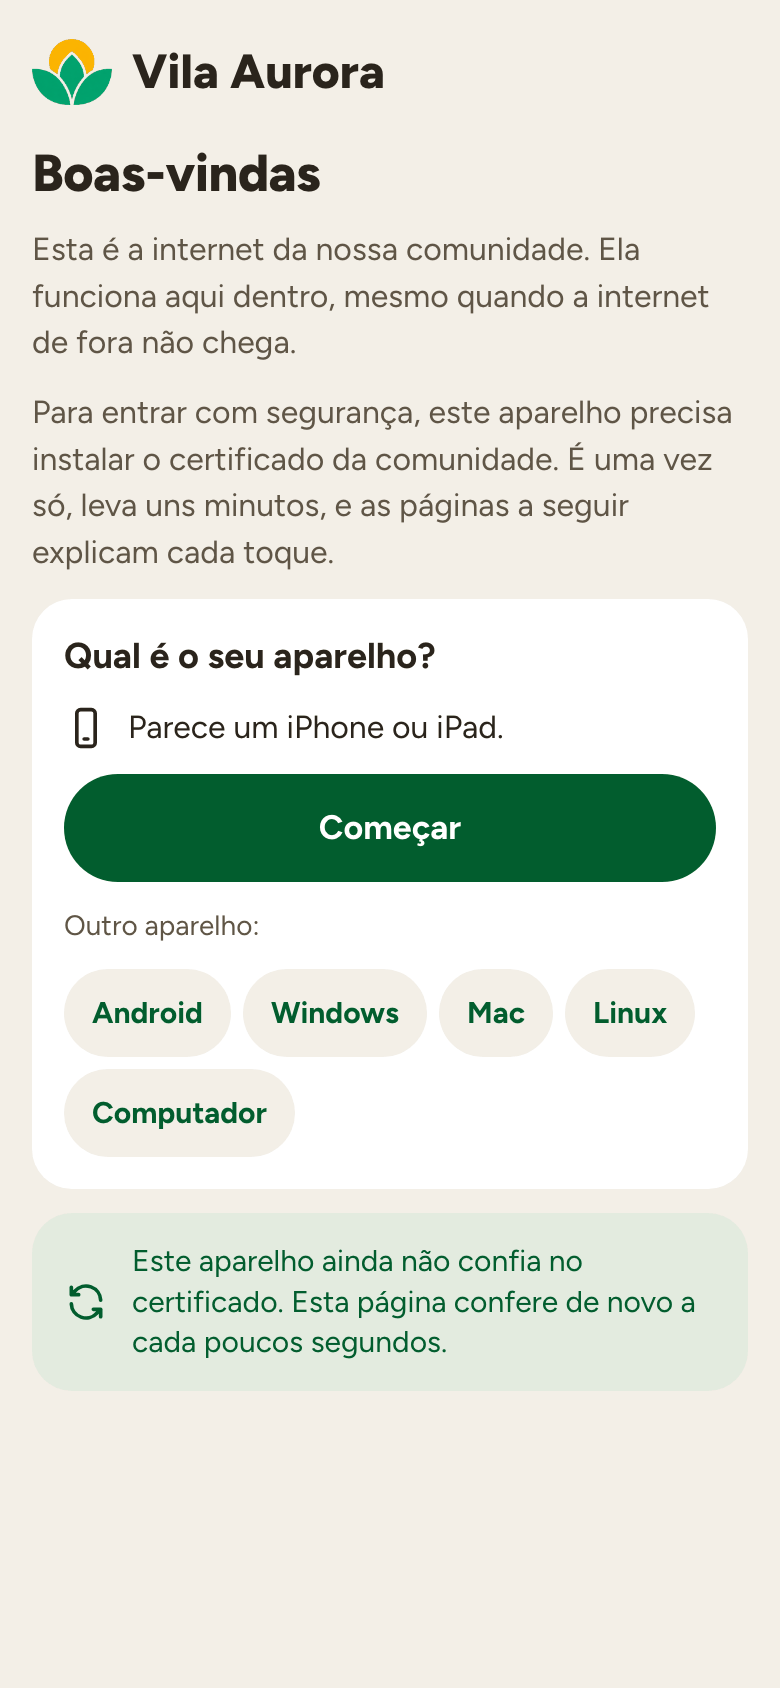 Vila Aurora
Boas-vindas
Esta é a internet da nossa comunidade. Ela
funciona aqui dentro, mesmo quando a internet
de fora não chega.
Para entrar com segurança, este aparelho precisa
instalar o certificado da comunidade. É uma vez
só, leva uns minutos, e as páginas a seguir
explicam cada toque.
Qual é o seu aparelho?
Parece um iPhone ou iPad.
Começar
Outro aparelho:
Android Windows Mac Linux
Computador
Este aparelho ainda não confia no
certificado. Esta página confere de novo a
cada poucos segundos.